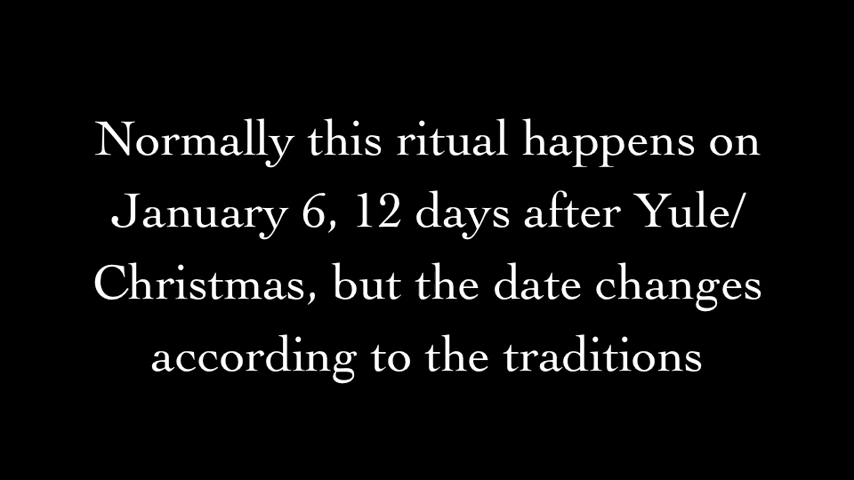 Normally this ritual happens on
January 6, 12 days after Yule/
Christmas, but the date changes
according to the traditions